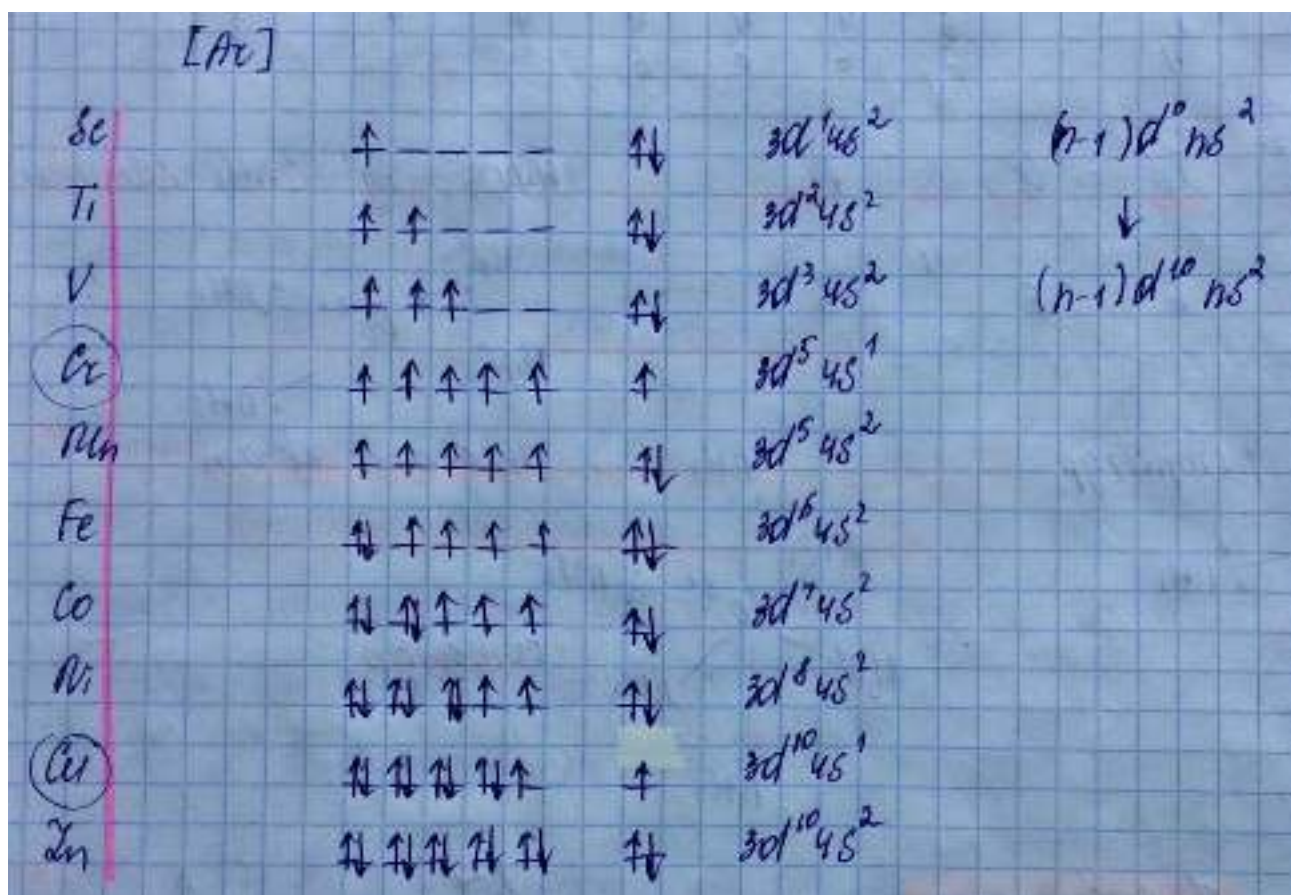 [Ar]
Sc ↑ _ _ _ _ ↑↓ 3d¹4s² (n-1)d⁰ns²
Ti ↑ ↑ _ _ _ ↑↓ 3d²4s² ↓
V ↑ ↑ ↑ _ _ ↑↓ 3d³4s² (n-1)d¹⁰ns²
Cr ↑ ↑ ↑ ↑ ↑ ↑ 3d⁵4s¹
Mn ↑ ↑ ↑ ↑ ↑ ↑↓ 3d⁵4s²
Fe ↑↓ ↑ ↑ ↑ ↑ ↑↓ 3d⁶4s²
Co ↑↓ ↑↓ ↑ ↑ ↑ ↑↓ 3d⁷4s²
Ni ↑↓ ↑↓ ↑↓ ↑ ↑ ↑↓ 3d⁸4s²
Cu ↑↓ ↑↓ ↑↓ ↑↓ ↑ ↑ 3d¹⁰4s¹
Zn ↑↓ ↑↓ ↑↓ ↑↓ ↑↓ ↑↓ 3d¹⁰4s²